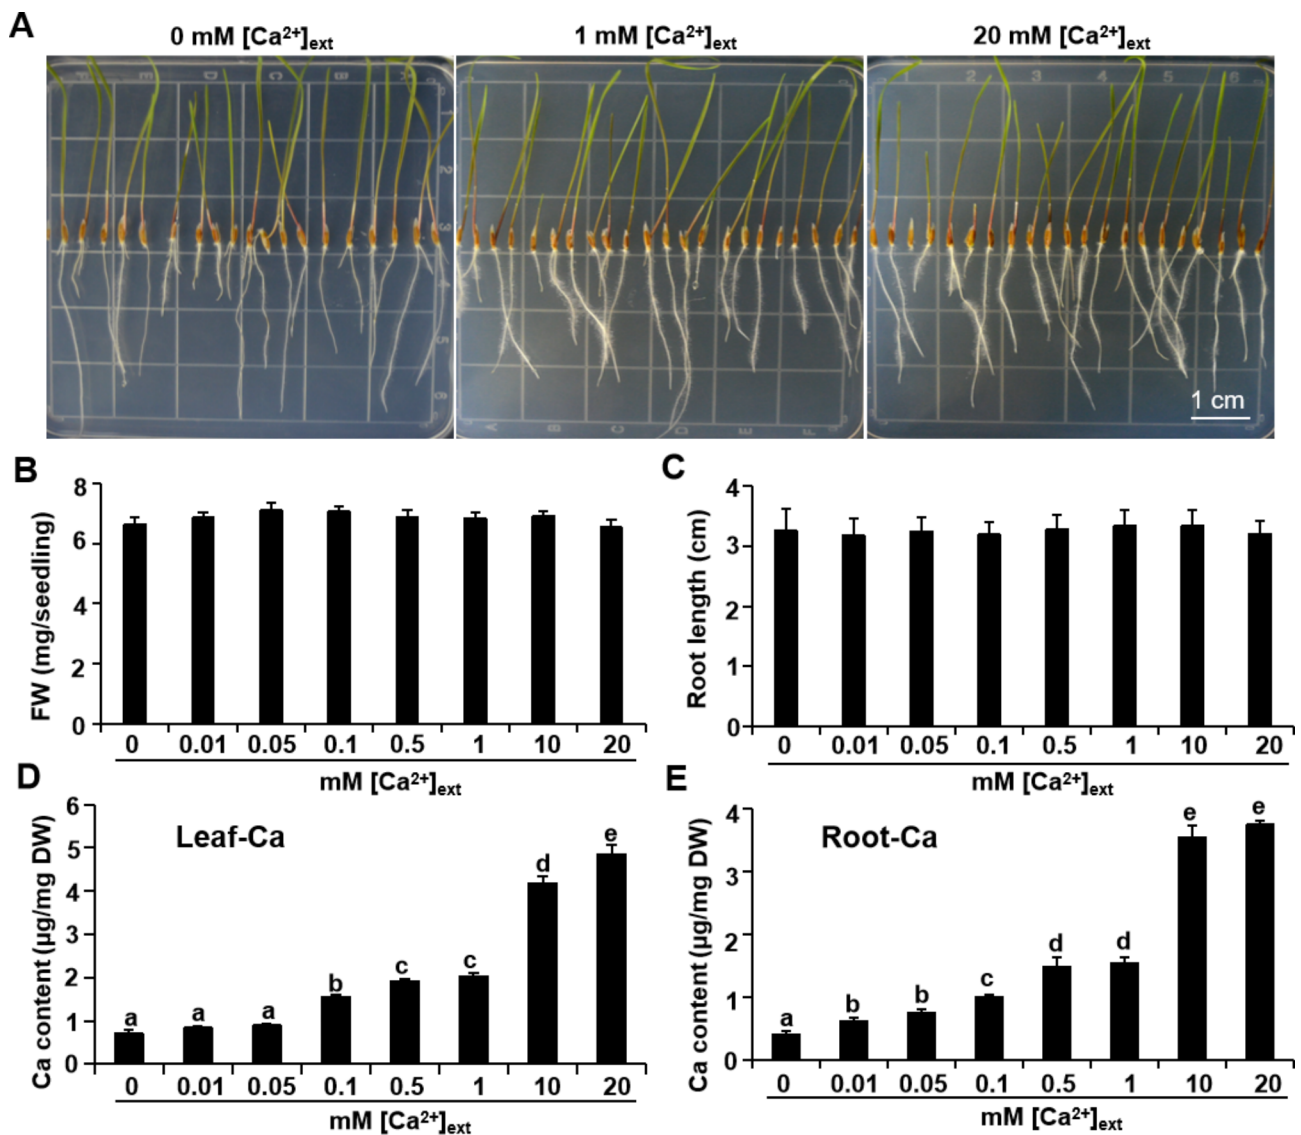 A
0 mM [Ca²⁺]ext
1 mM [Ca²⁺]ext
20 mM [Ca²⁺]ext
2 3 4 5 6
1 cm
B
8
6
4
2
0
FW (mg/seedling)
0 0.01 0.05 0.1 0.5 1 10 20
mM [Ca²⁺]ext
C
4
3
2
1
0
Root length (cm)
0 0.01 0.05 0.1 0.5 1 10 20
mM [Ca²⁺]ext
D
6
5
4
3
2
1
0
Ca content (µg/mg DW)
Leaf-Ca
a a a b c c d e
0 0.01 0.05 0.1 0.5 1 10 20
mM [Ca²⁺]ext
E
4
3
2
1
0
Ca content (µg/mg DW)
Root-Ca
a b b c d d e e
0 0.01 0.05 0.1 0.5 1 10 20
mM [Ca²⁺]ext